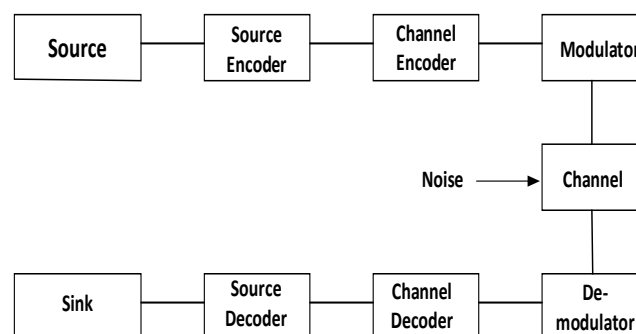 Source
Source
Encoder
Channel
Encoder
Modulator
Noise
Channel
Sink
Source
Decoder
Channel
Decoder
De-
modulator